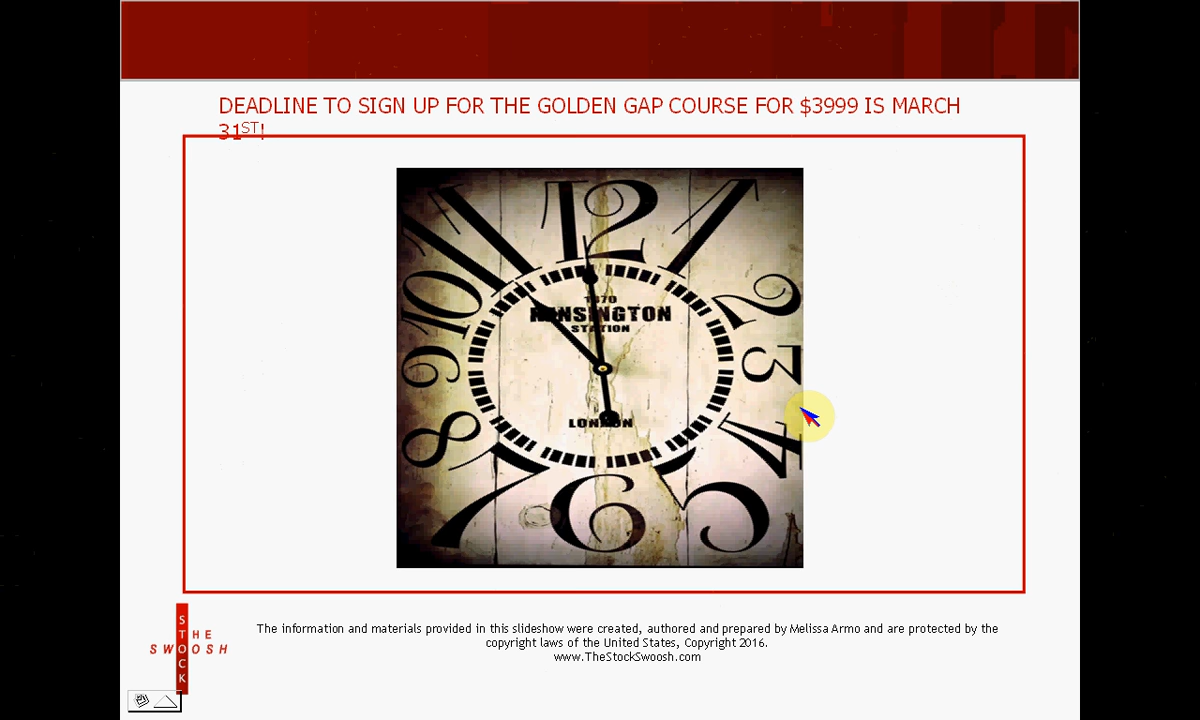 DEADLINE TO SIGN UP FOR THE GOLDEN GAP COURSE FOR $3999 IS MARCH
31ST!
12
1
2
3
4
5
6
7
8
9
10
11
1870
KENSINGTON
STATION
LONDON
THE
STOCK
SWOOSH
The information and materials provided in this slideshow were created, authored and prepared by Melissa Armo and are protected by the
copyright laws of the United States, Copyright 2016.
www.TheStockSwoosh.com